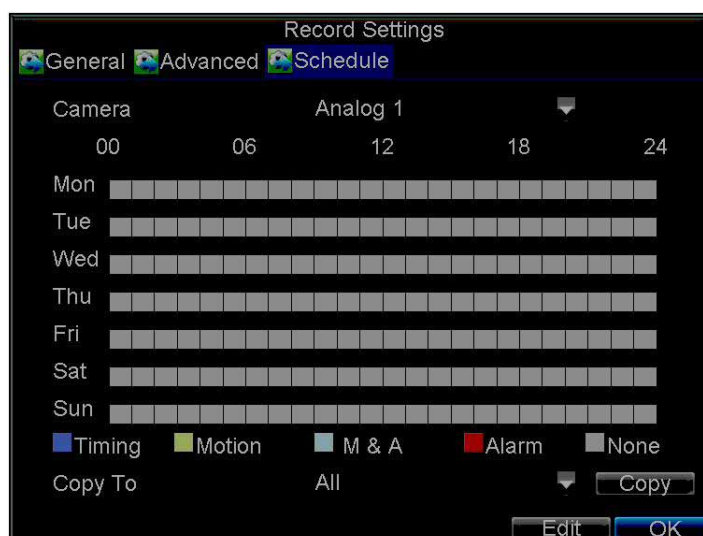 Record Settings
General Advanced Schedule
Camera Analog 1
00 06 12 18 24
Mon
Tue
Wed
Thu
Fri
Sat
Sun
Timing Motion M & A Alarm None
Copy To All Copy
Edit OK